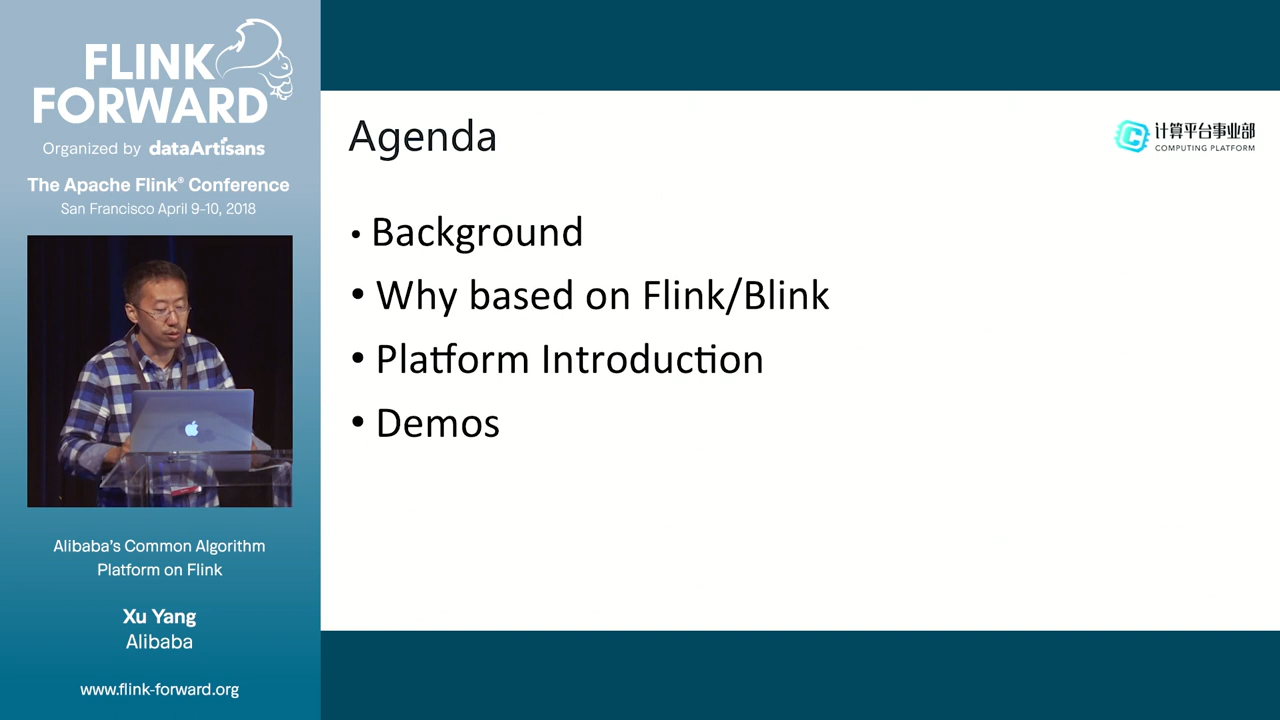 FLINK
FORWARD
Organized by dataArtisans
The Apache Flink® Conference
San Francisco April 9-10, 2018
Alibaba's Common Algorithm
Platform on Flink
Xu Yang
Alibaba
www.flink-forward.org
Agenda
计算平台事业部
COMPUTING PLATFORM
• Background
• Why based on Flink/Blink
• Platform Introduction
• Demos